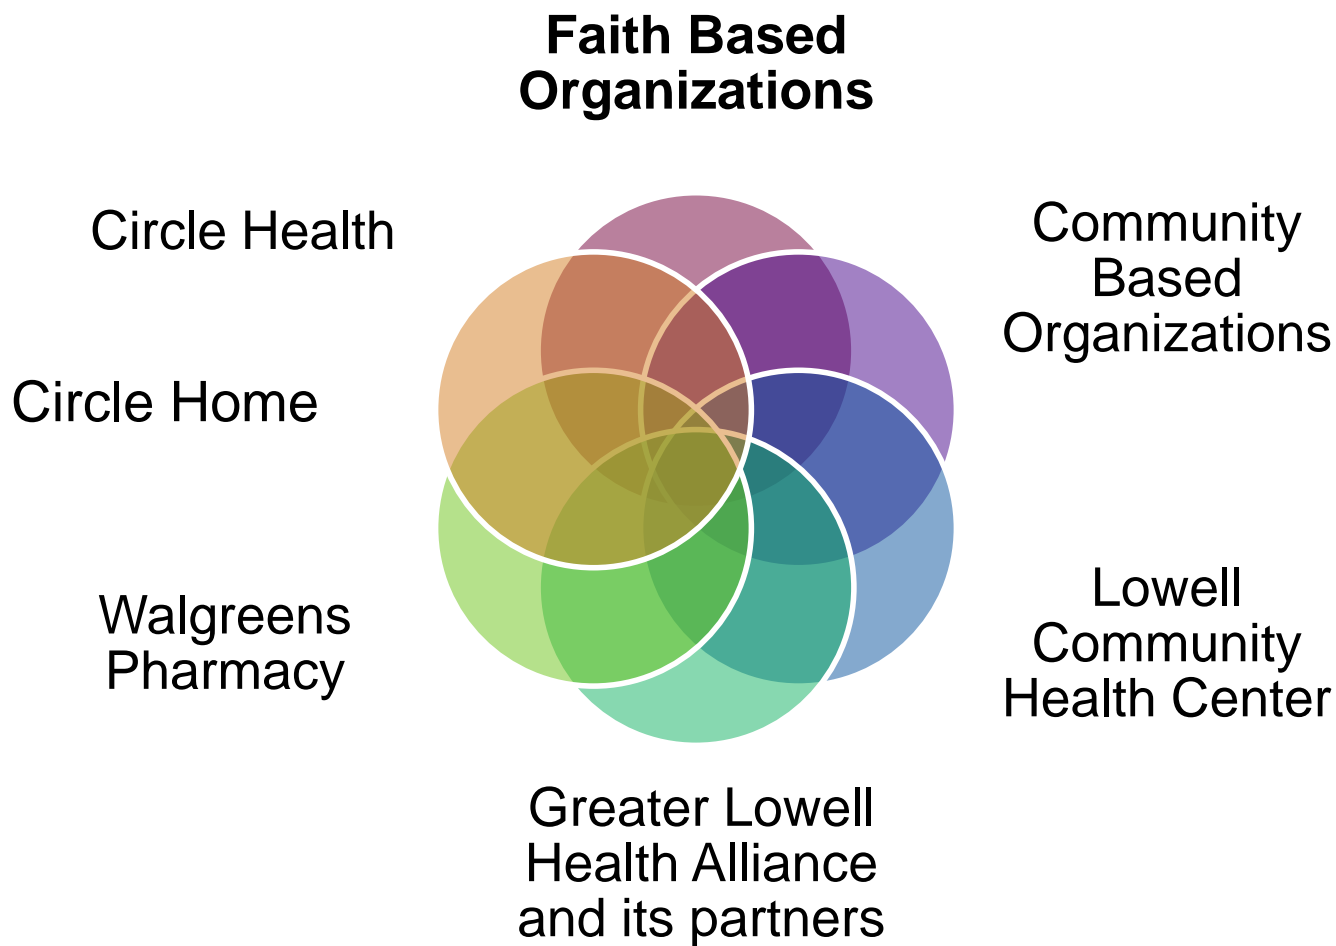 Faith Based
Organizations
Circle Health
Community
Based
Organizations
Circle Home
Lowell
Community
Health Center
Walgreens
Pharmacy
Greater Lowell
Health Alliance
and its partners